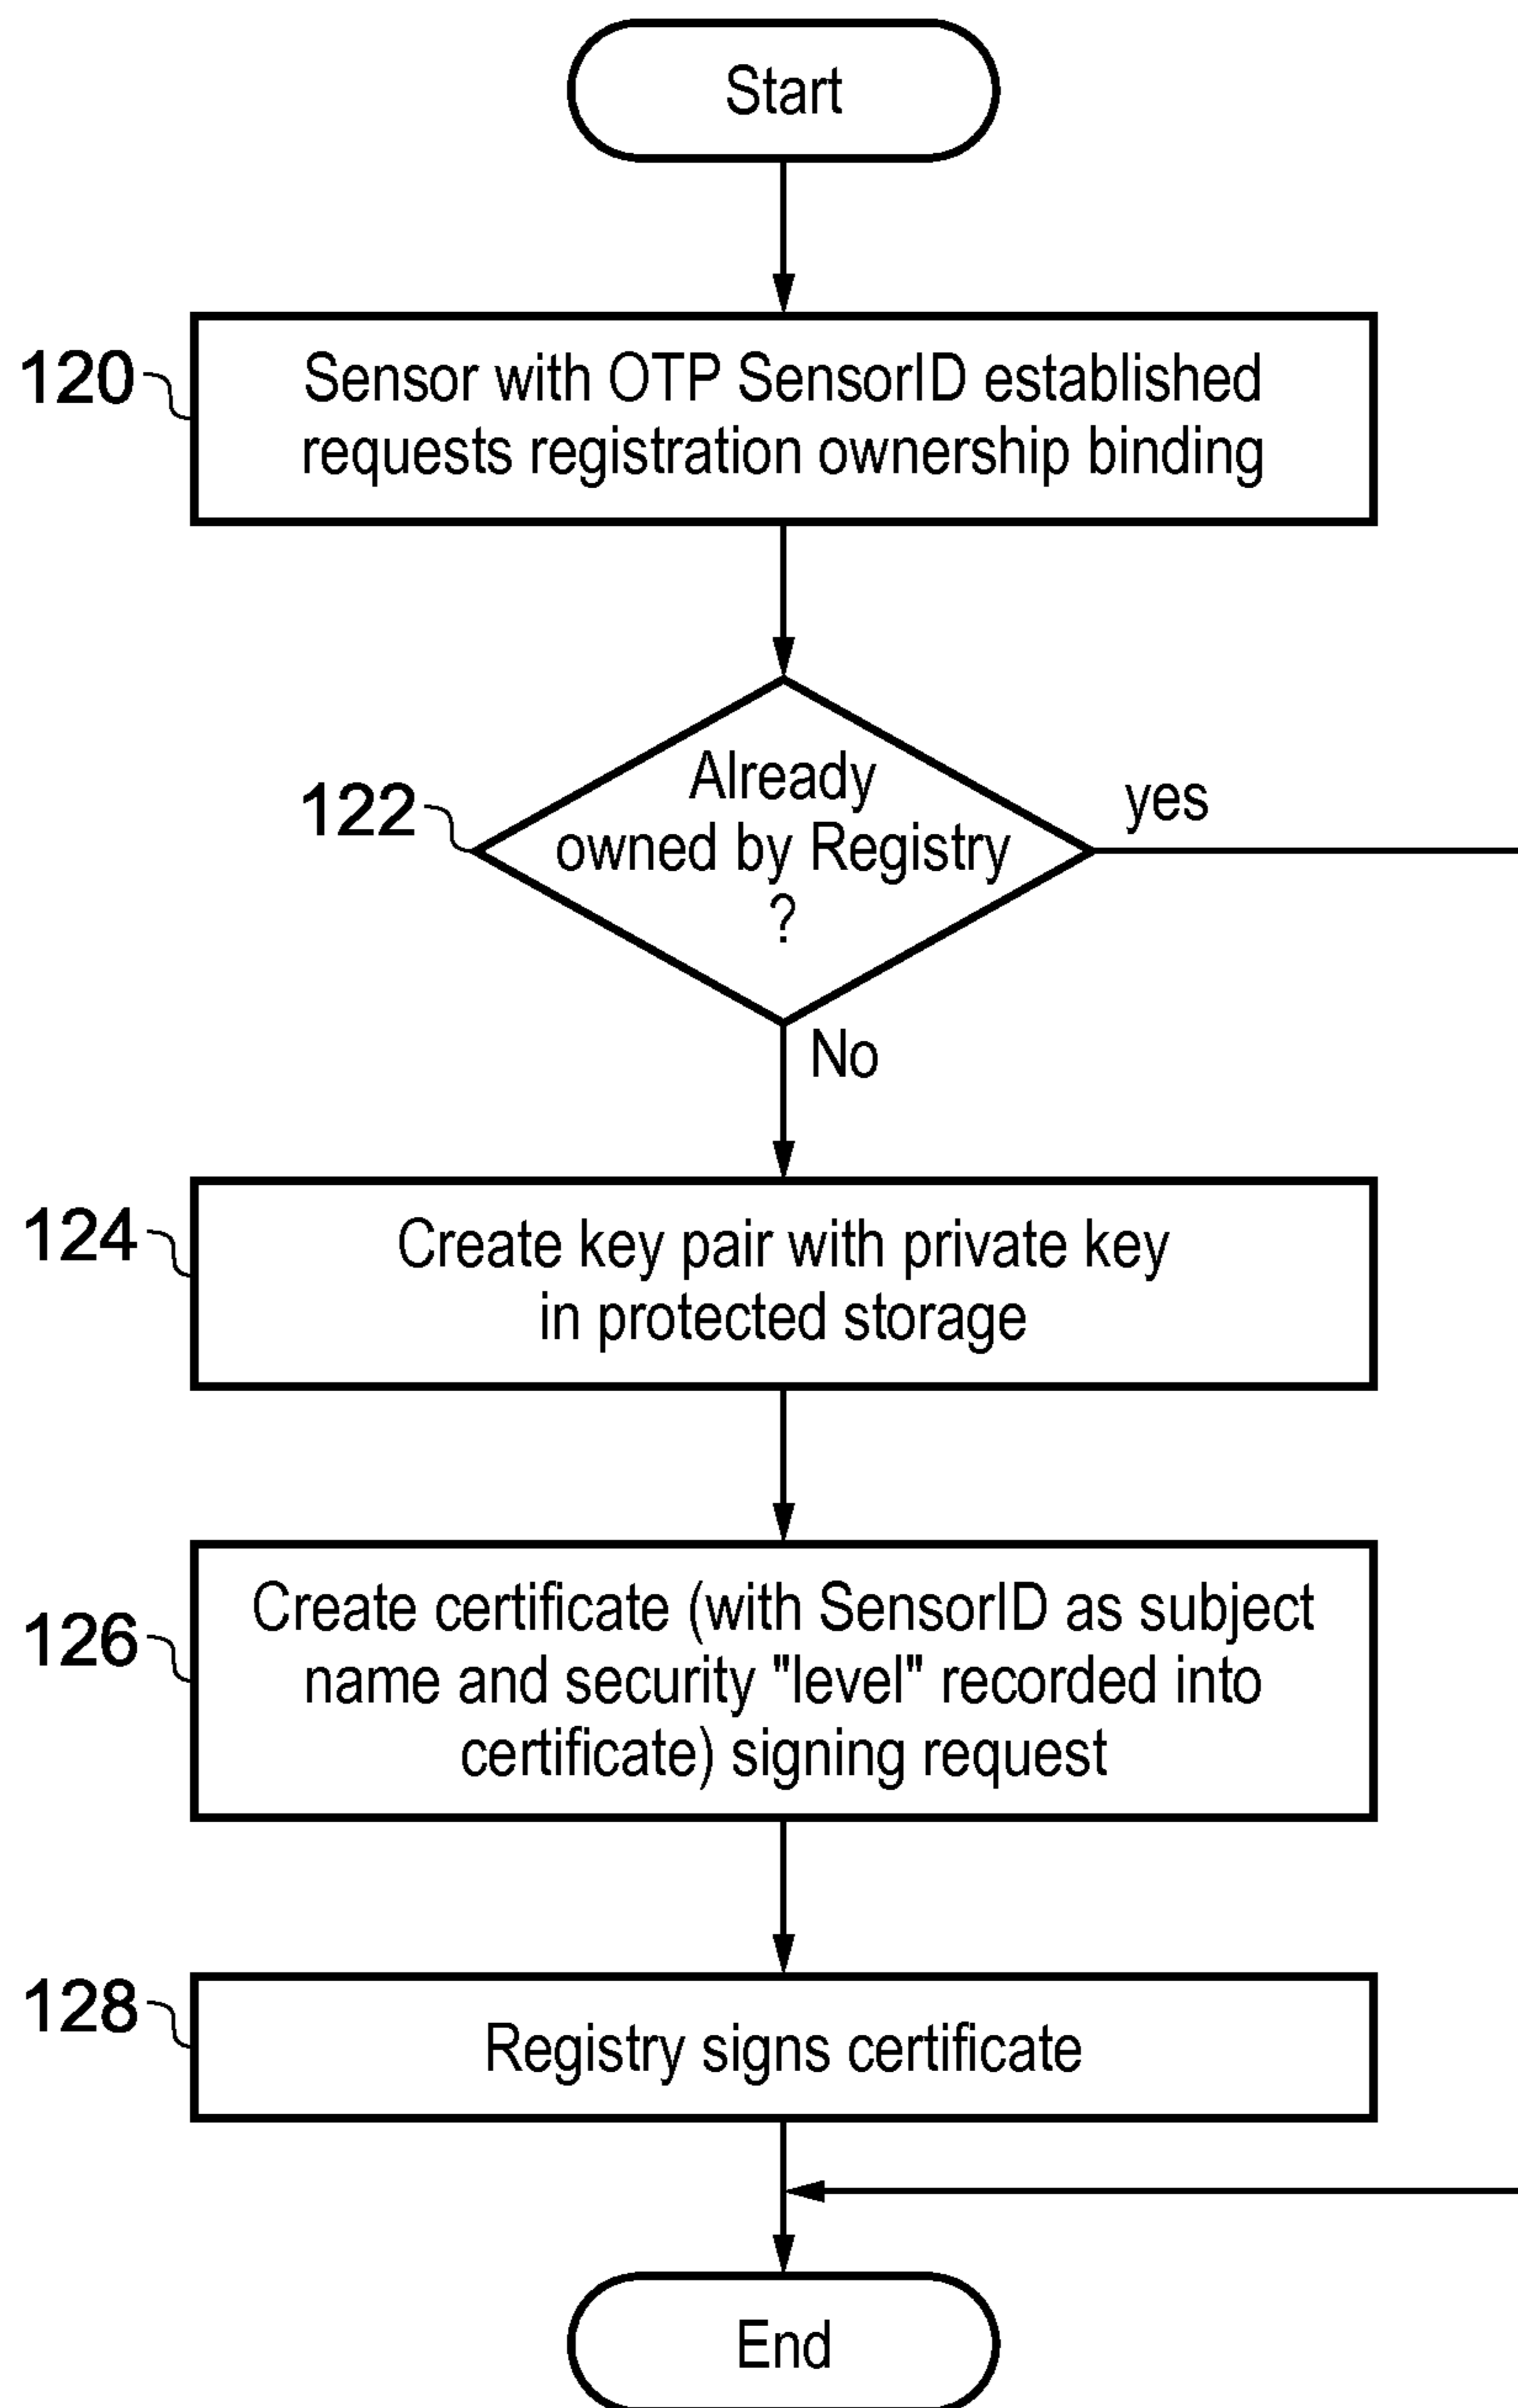 Start
120
Sensor with OTP SensorID established
requests registration ownership binding
122
Already
owned by Registry
?
yes
No
124
Create key pair with private key
in protected storage
126
Create certificate (with SensorID as subject
name and security "level" recorded into
certificate) signing request
128
Registry signs certificate
End